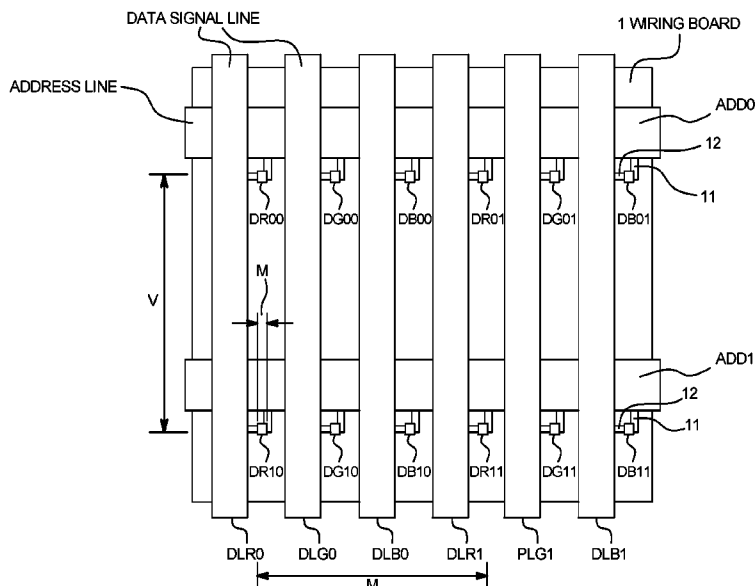 DATA SIGNAL LINE
1 WIRING BOARD
ADDRESS LINE
ADD0
12
11
DR00 DG00 DB00 DR01 DG01 DB01
M
V
ADD1
12
11
DR10 DG10 DB10 DR11 DG11 DB11
DLR0 DLG0 DLB0 DLR1 PLG1 DLB1
M